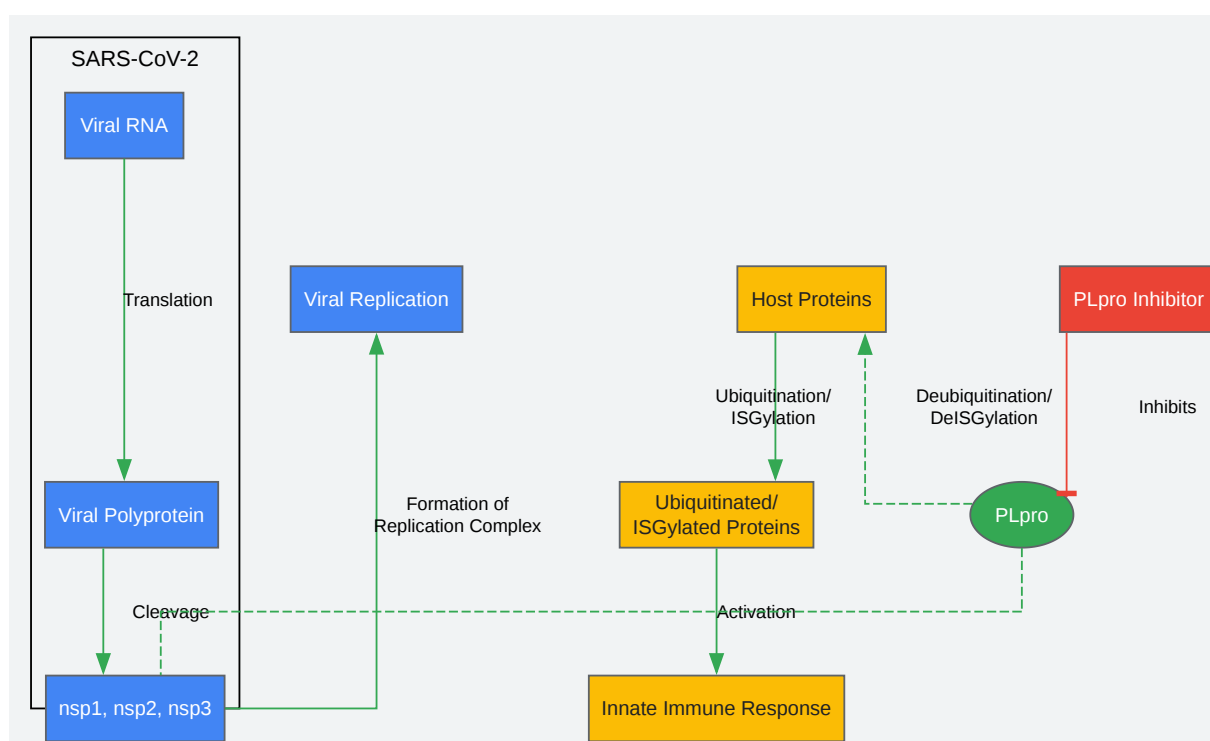 SARS-CoV-2
Viral RNA
Translation
Viral Replication
Host Proteins
PLpro Inhibitor
Ubiquitination/
ISGylation
Deubiquitination/
DeISGylation
Inhibits
Viral Polyprotein
Formation of
Replication Complex
Ubiquitinated/
ISGylated Proteins
PLpro
Cleavage
Activation
nsp1, nsp2, nsp3
Innate Immune Response